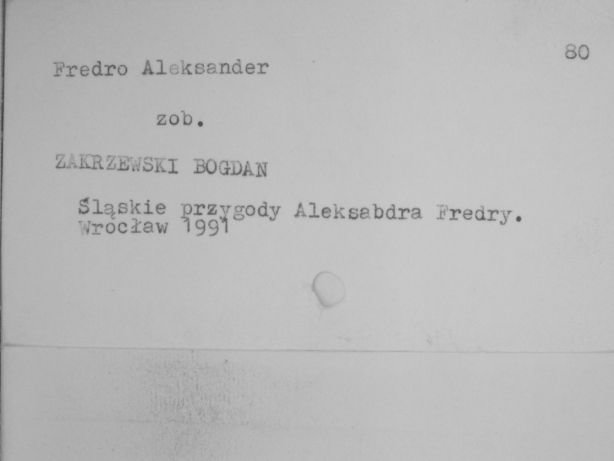 80
Fredro Aleksander
zob.
ZAKRZEWSKI BOGDAN
Śląskie przygody Aleksabdra Fredry.
Wrocław 1991